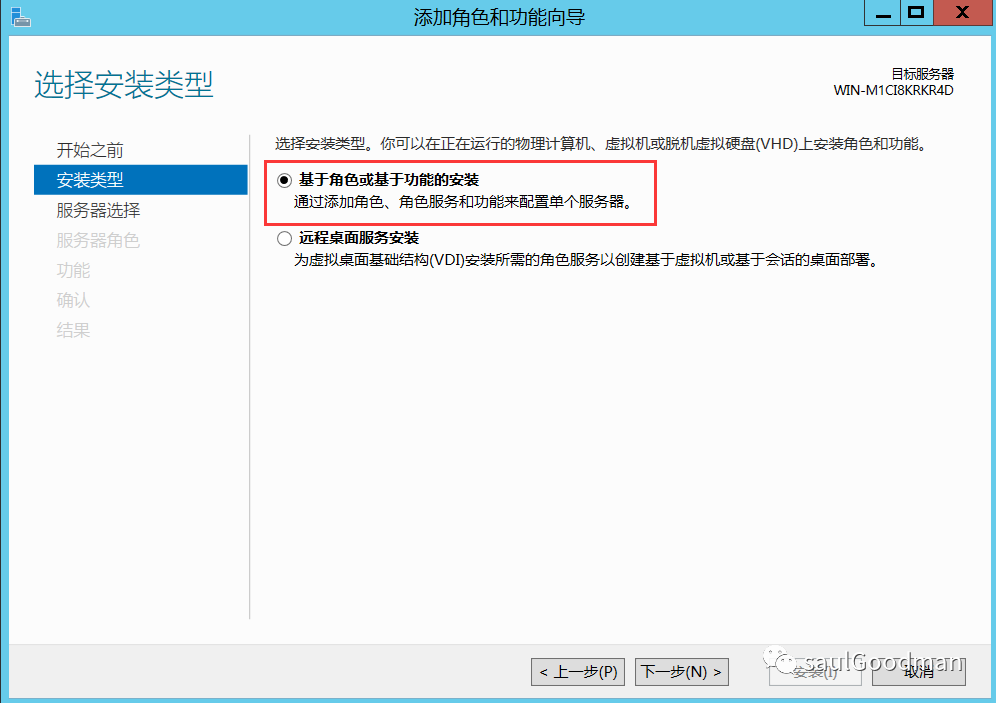 添加角色和功能向导
选择安装类型
目标服务器
WIN-M1CI8KRKR4D
开始之前
安装类型
服务器选择
服务器角色
功能
确认
结果
选择安装类型。你可以在正在运行的物理计算机、虚拟机或脱机虚拟硬盘(VHD)上安装角色和功能。
基于角色或基于功能的安装
通过添加角色、角色服务和功能来配置单个服务器。
远程桌面服务安装
为虚拟桌面基础结构(VDI)安装所需的角色服务以创建基于虚拟机或基于会话的桌面部署。
< 上一步(P)
下一步(N) >
安装(I)
取消
saulGoodman